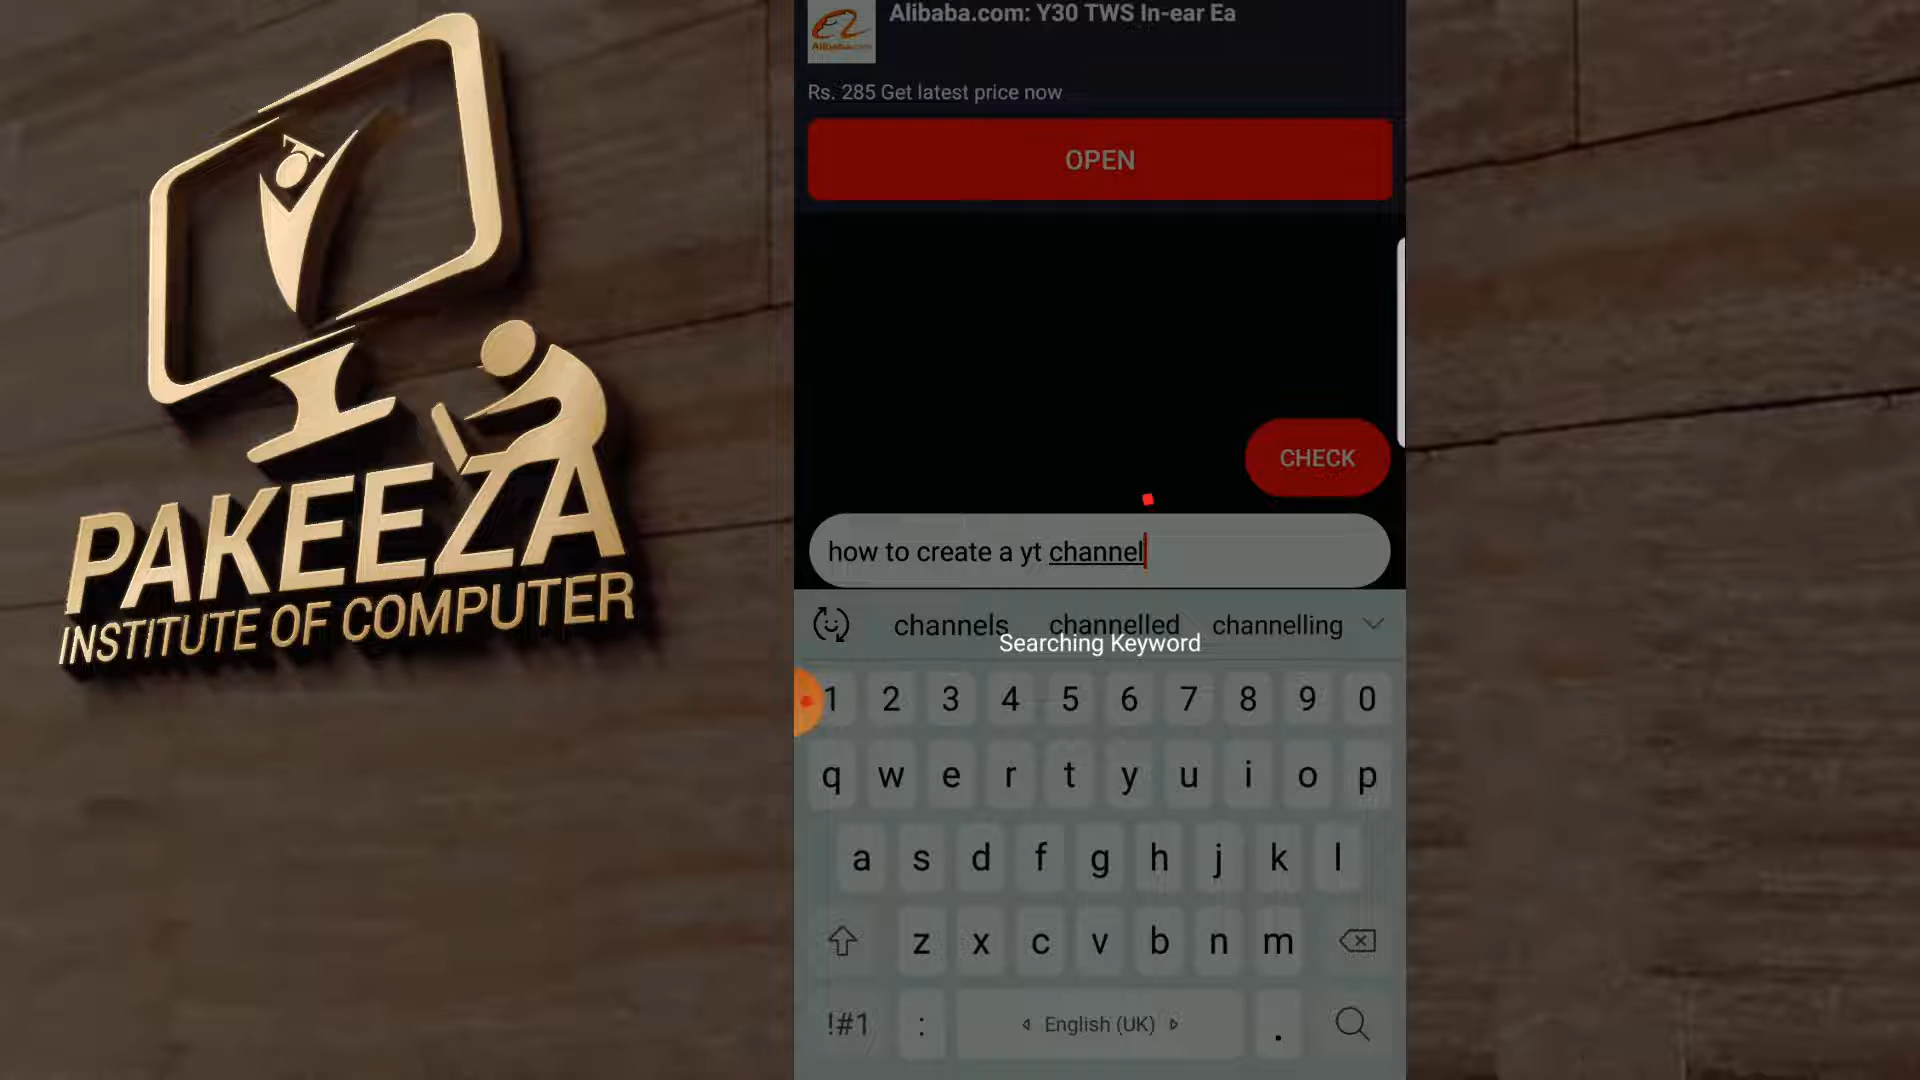 PAKEEZA
INSTITUTE OF COMPUTER
Alibaba.com
Alibaba.com: Y30 TWS In-ear Ea
Rs. 285 Get latest price now
OPEN
CHECK
how to create a yt channel
channels channelled channelling
Searching Keyword
1 2 3 4 5 6 7 8 9 0
q w e r t y u i o p
a s d f g h j k l
z x c v b n m
!#1 : English (UK) .